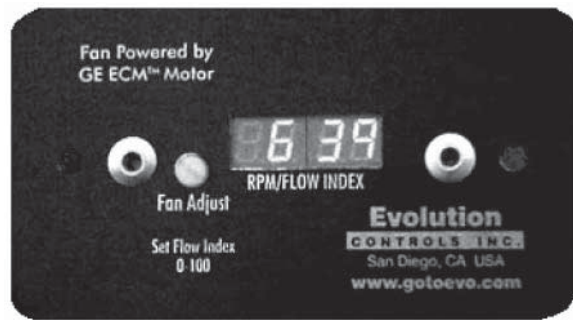 Fan Powered by
GE ECM™ Motor
6 39
RPM/FLOW INDEX
Fan Adjust
Set Flow Index
0-100
Evolution
CONTROLS INC.
San Diego, CA USA
www.gotoevo.com